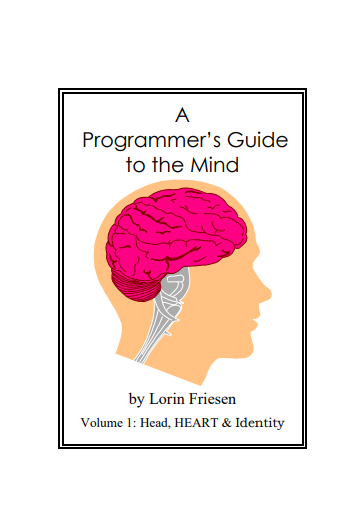 A
Programmer's Guide
to the Mind
by Lorin Friesen
Volume 1: Head, HEART & Identity